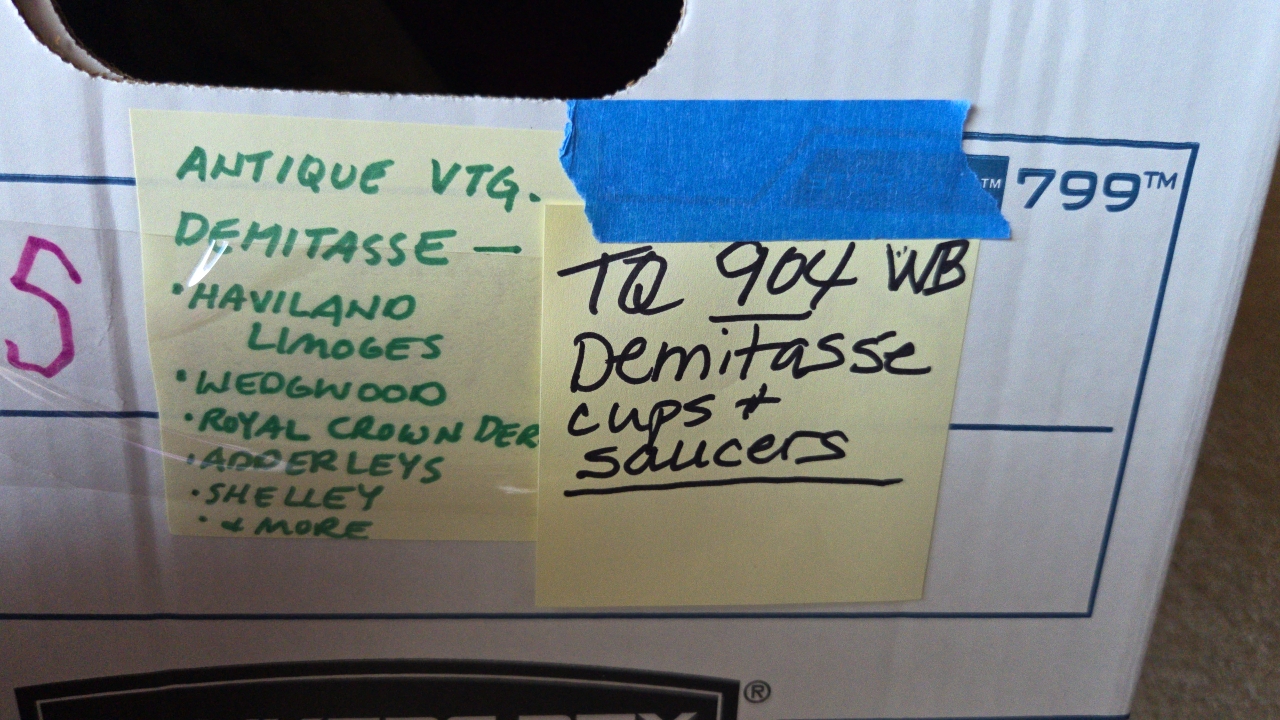 ANTIQUE VTG.
DEMITASSE —
• HAVILAND
LIMOGES
• WEDGWOOD
• ROYAL CROWN DER
• ADDERLEYS
• SHELLEY
• & MORE
TQ 904 WB
Demitasse
cups +
saucers
S
™ 799™
®